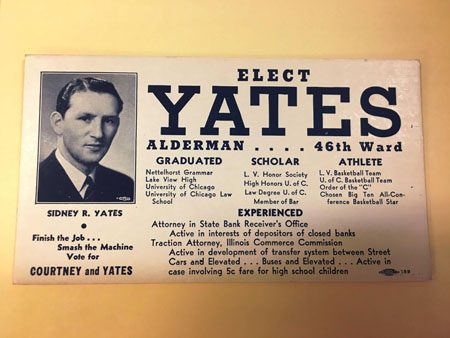 ELECT
YATES
ALDERMAN . . . . 46th Ward
GRADUATED
Nettelhorst Grammar
Lake View High
University of Chicago
University of Chicago Law
School
SCHOLAR
L. V. Honor Society
High Honors U. of C.
Law Degree U. of C.
Member of Bar
ATHLETE
L. V. Basketball Team
U. of C. Basketball Team
Order of the "C"
Chosen Big Ten All-Con-
ference Basketball Star
SIDNEY R. YATES
Finish the Job . . .
Smash the Machine
Vote for
COURTNEY and YATES
EXPERIENCED
Attorney in State Bank Receiver's Office
Active in interests of depositors of closed banks
Traction Attorney, Illinois Commerce Commission
Active in development of transfer system between Street
Cars and Elevated . . . Buses and Elevated . . . Active in
case involving 5c fare for high school children